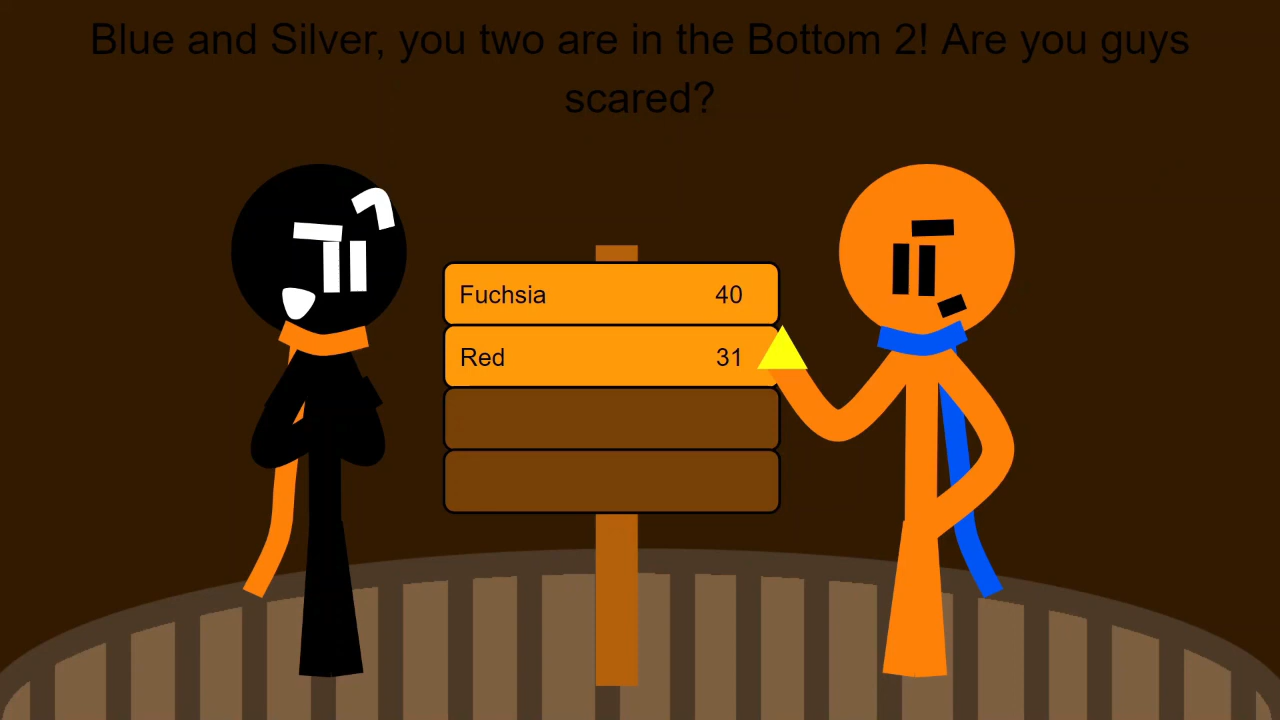 Blue and Silver, you two are in the Bottom 2! Are you guys
scared?
Fuchsia 40
Red 31